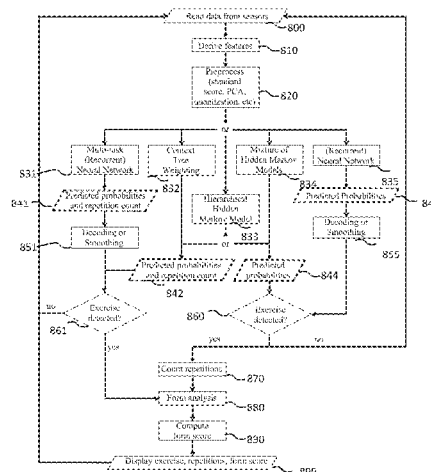 Read data from sensors
800
Derive features
810
Preprocess
(standard
score, PCA,
quantization, etc)
820
or
Multi-task
(Recurrent)
Neural Network
831
Context
Tree
Weighting
832
Hierarchical
Hidden
Markov Model
833
Mixture of
Hidden Markov
Models
834
(Recurrent)
Neural Network
835
Predicted probabilities
and repetition count
841
Predicted Probabilities
84
Decoding or
Smoothing
851
Decoding or
Smoothing
855
or
Predicted probabilities
and repetition count
842
Predicted
probabilities
844
no
Exercise
detected?
861
yes
Exercise
detected?
860
yes
no
Count repetitions
870
Form analysis
880
Compute
form score
890
Display exercise, repetitions, form score